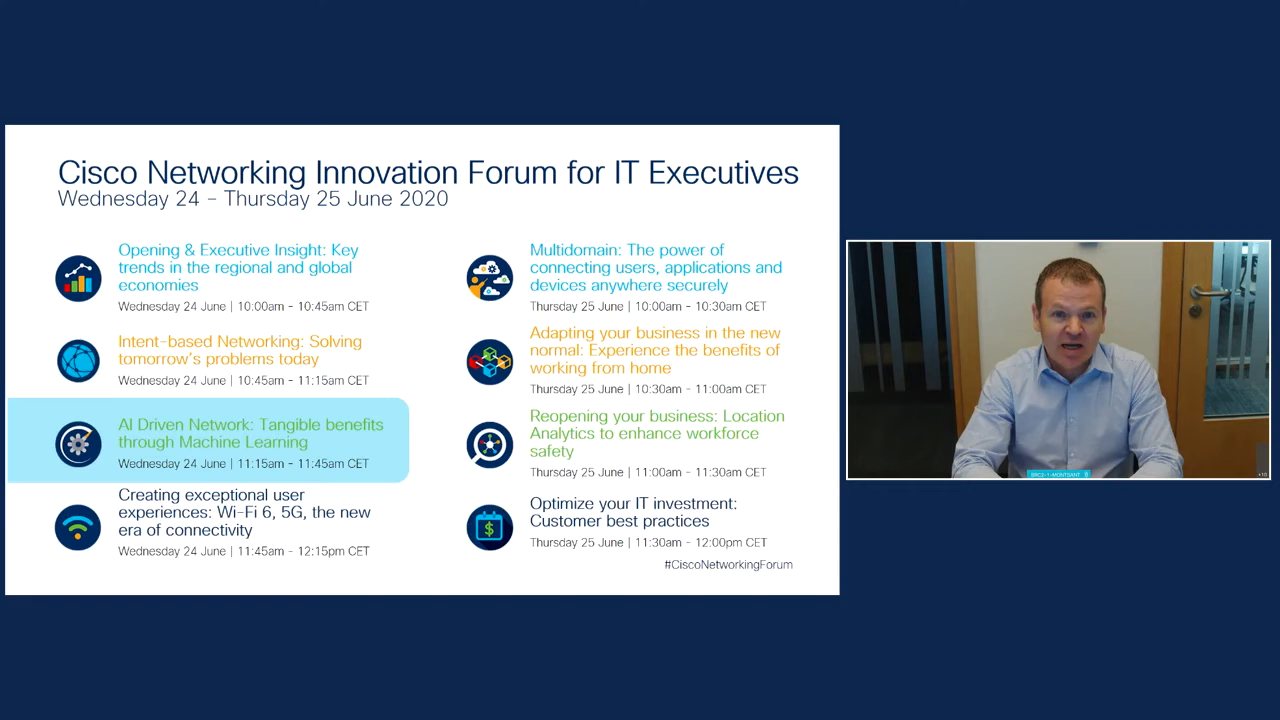 Cisco Networking Innovation Forum for IT Executives
Wednesday 24 - Thursday 25 June 2020
Opening & Executive Insight: Key
trends in the regional and global
economies
Wednesday 24 June | 10:00am - 10:45am CET
Intent-based Networking: Solving
tomorrow's problems today
Wednesday 24 June | 10:45am - 11:15am CET
AI Driven Network: Tangible benefits
through Machine Learning
Wednesday 24 June | 11:15am - 11:45am CET
Creating exceptional user
experiences: Wi-Fi 6, 5G, the new
era of connectivity
Wednesday 24 June | 11:45am - 12:15pm CET
Multidomain: The power of
connecting users, applications and
devices anywhere securely
Thursday 25 June | 10:00am - 10:30am CET
Adapting your business in the new
normal: Experience the benefits of
working from home
Thursday 25 June | 10:30am - 11:00am CET
Reopening your business: Location
Analytics to enhance workforce
safety
Thursday 25 June | 11:00am - 11:30am CET
Optimize your IT investment:
Customer best practices
Thursday 25 June | 11:30am - 12:00pm CET
$
#CiscoNetworkingForum